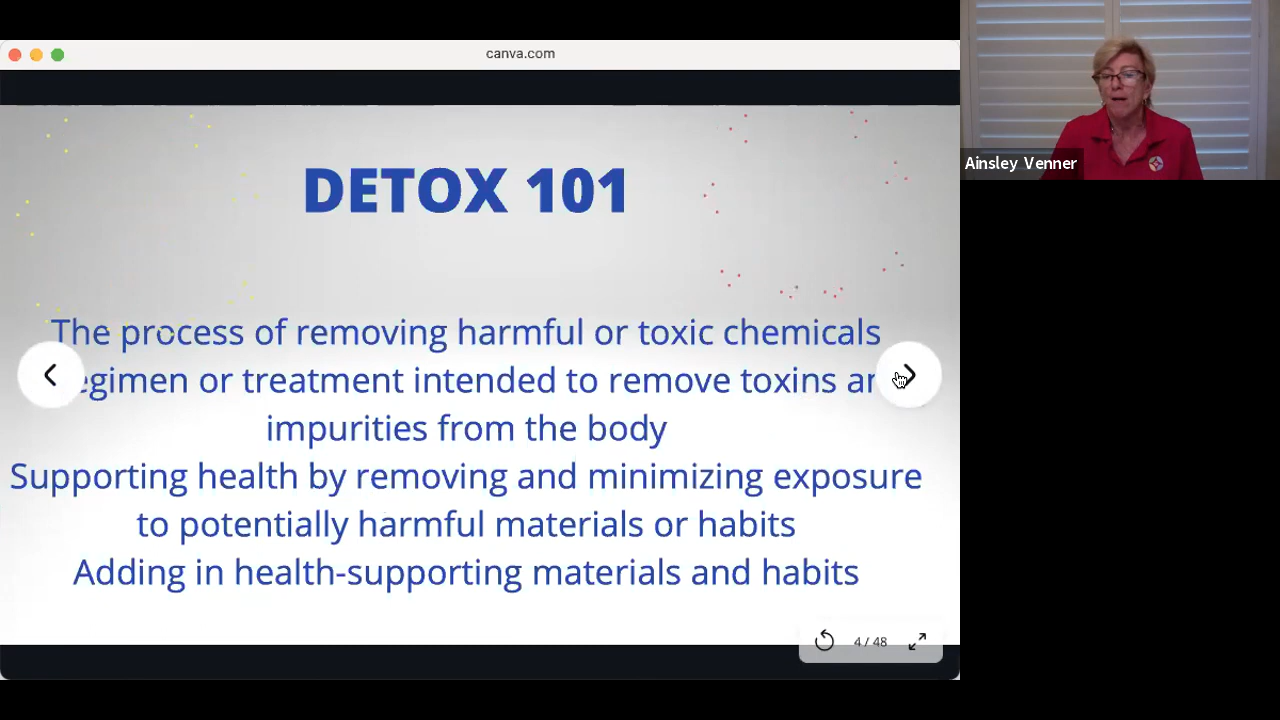 canva.com
DETOX 101
The process of removing harmful or toxic chemicals
or treatment intended to remove toxins
impurities from the body
Supporting health by removing and minimizing exposure
to potentially harmful materials or habits
Adding in health-supporting materials and habits
4 / 48
Ainsley Venner